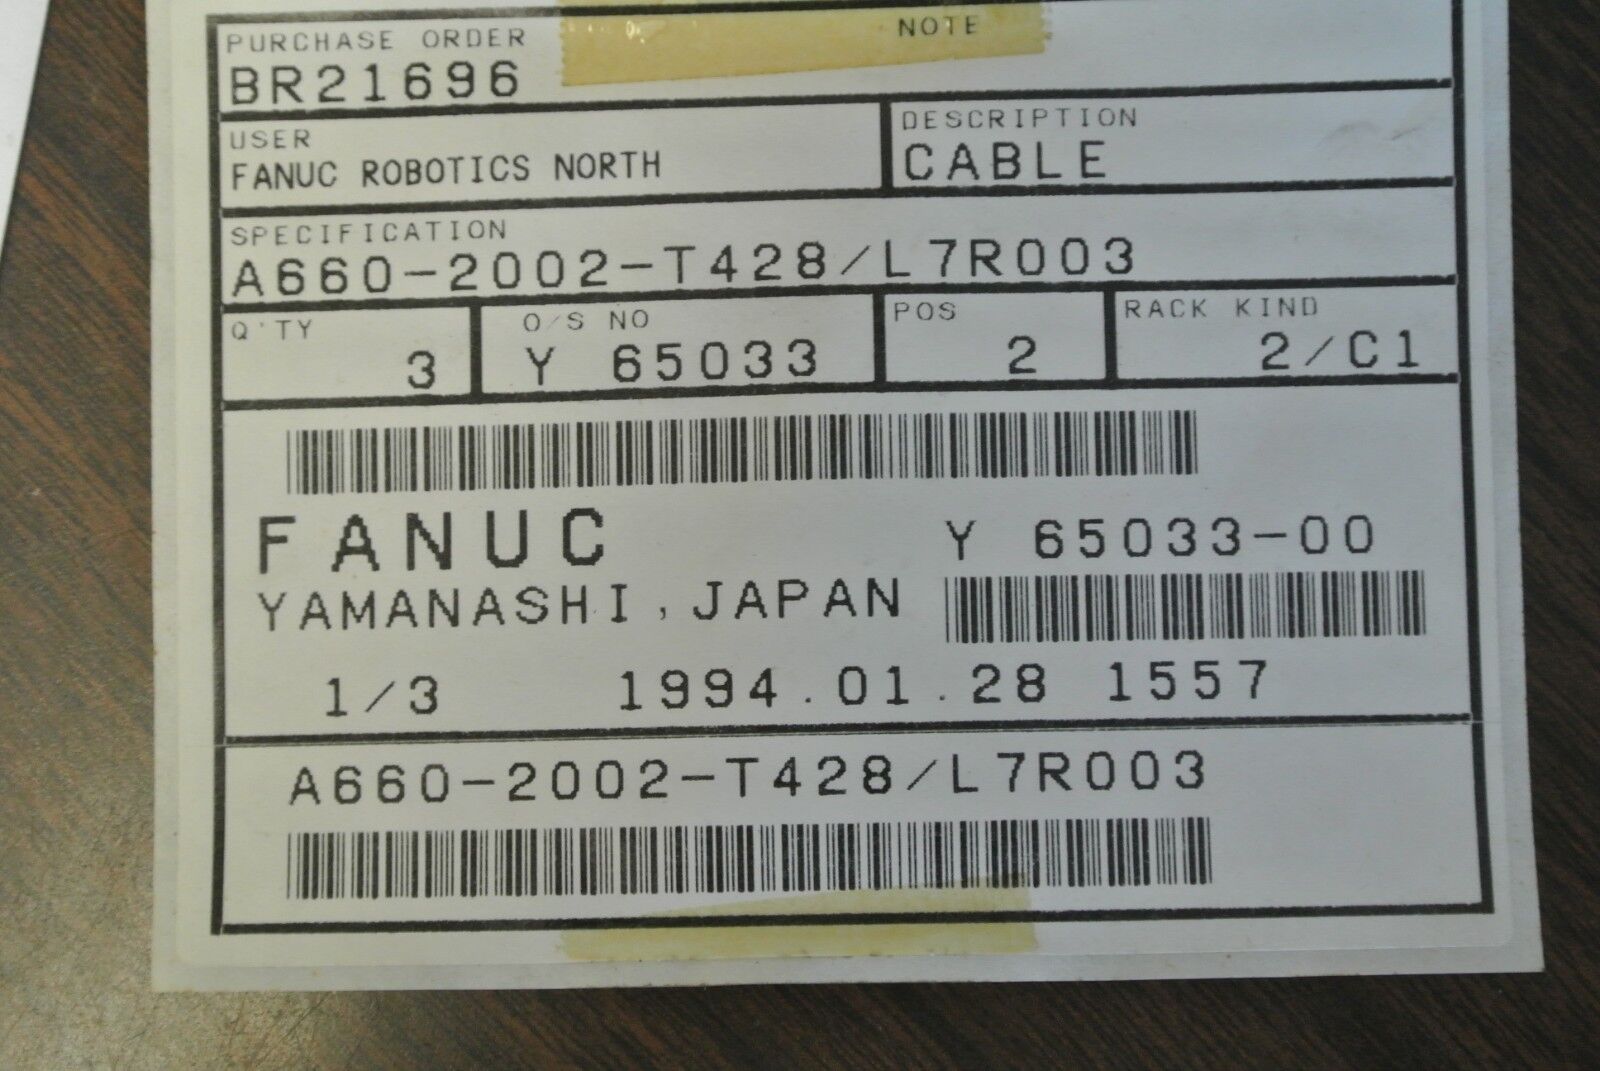 PURCHASE ORDER
NOTE
BR21696
USER
FANUC ROBOTICS NORTH
DESCRIPTION
CABLE
SPECIFICATION
A660-2002-T428/L7R003
Q'TY
3
O/S NO
Y 65033
POS
2
RACK KIND
2/C1
FANUC
Y 65033-00
YAMANASHI, JAPAN
1/3 1994.01.28 1557
A660-2002-T428/L7R003